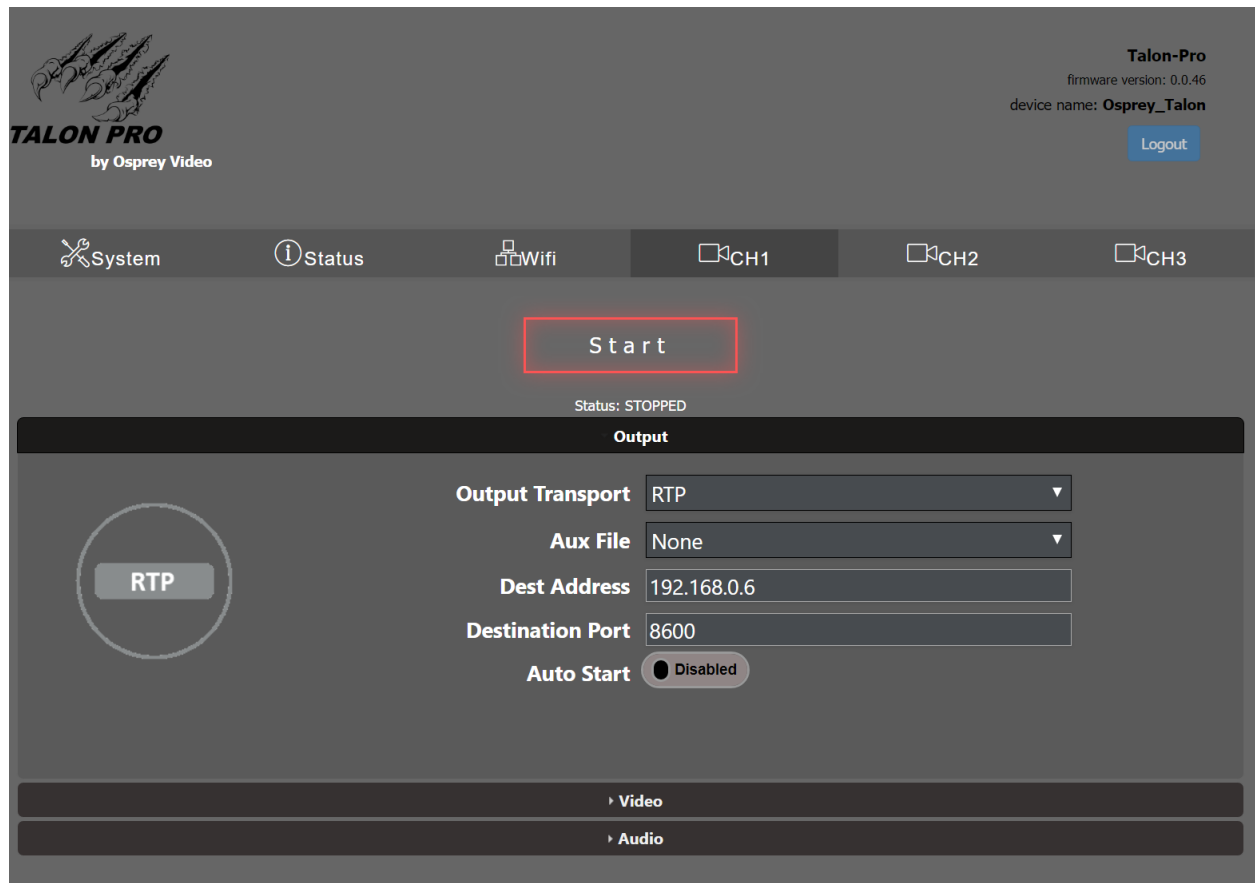 TALON PRO
by Osprey Video
Talon-Pro
firmware version: 0.0.46
device name: Osprey_Talon
Logout
System Status Wifi CH1 CH2 CH3
Start
Status: STOPPED
Output
Output Transport RTP
Aux File None
RTP
Dest Address 192.168.0.6
Destination Port 8600
Auto Start Disabled
Video
Audio